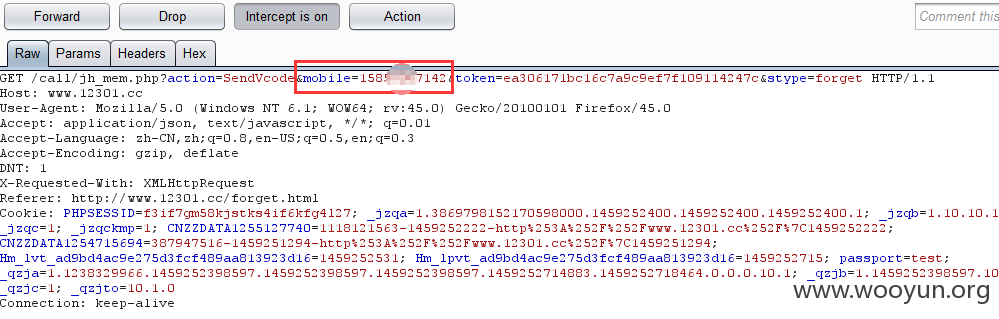 Forward Drop Intercept is on Action Comment this
Raw Params Headers Hex
GET /call/jh_mem.php?action=SendVcode&mobile=158 7142&token=ea306171bc16c7a9c9ef7f109114247c&stype=forget HTTP/1.1
Host: www.12301.cc
User-Agent: Mozilla/5.0 (Windows NT 6.1; WOW64; rv:45.0) Gecko/20100101 Firefox/45.0
Accept: application/json, text/javascript, */*; q=0.01
Accept-Language: zh-CN,zh;q=0.8,en-US;q=0.5,en;q=0.3
Accept-Encoding: gzip, deflate
DNT: 1
X-Requested-With: XMLHttpRequest
Referer: http://www.12301.cc/forget.html
Cookie: PHPSESSID=f3if7gm58kjstks4if6kfg4127; _jzqa=1.3869798152170598000.1459252400.1459252400.1459252400.1; _jzqb=1.10.10.1
_jzqc=1; _jzqckmp=1; CNZZDATA1255127740=1118121563-1459252222-http%253A%252F%252Fwww.12301.cc%252F%7C1459252222;
CNZZDATA1254715694=387947516-1459251294-http%253A%252F%252Fwww.12301.cc%252F%7C1459251294;
Hm_lvt_ad9bd4ac9e275d3fcf489aa813923d16=1459252531; Hm_lpvt_ad9bd4ac9e275d3fcf489aa813923d16=1459252715; passport=test;
_qzja=1.1238329966.1459252398597.1459252398597.1459252398597.1459252714883.1459252718464.0.0.0.10.1; _qzjb=1.1459252398597.10
_qzjc=1; _qzjto=10.1.0
Connection: keep-alive
www.wooyun.org